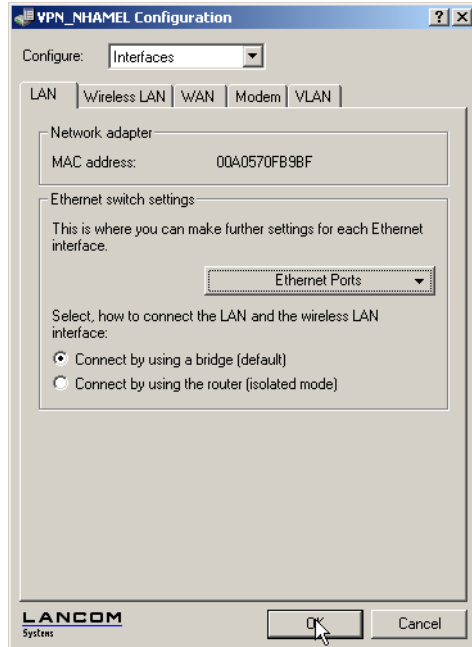 VPN_NHAMEL Configuration
Configure: Interfaces
LAN Wireless LAN WAN Modem VLAN
Network adapter
MAC address: 00A0570FB9BF
Ethernet switch settings
This is where you can make further settings for each Ethernet
interface.
Ethernet Ports
Select, how to connect the LAN and the wireless LAN
interface:
Connect by using a bridge (default)
Connect by using the router (isolated mode)
LANCOM
Systems
OK Cancel